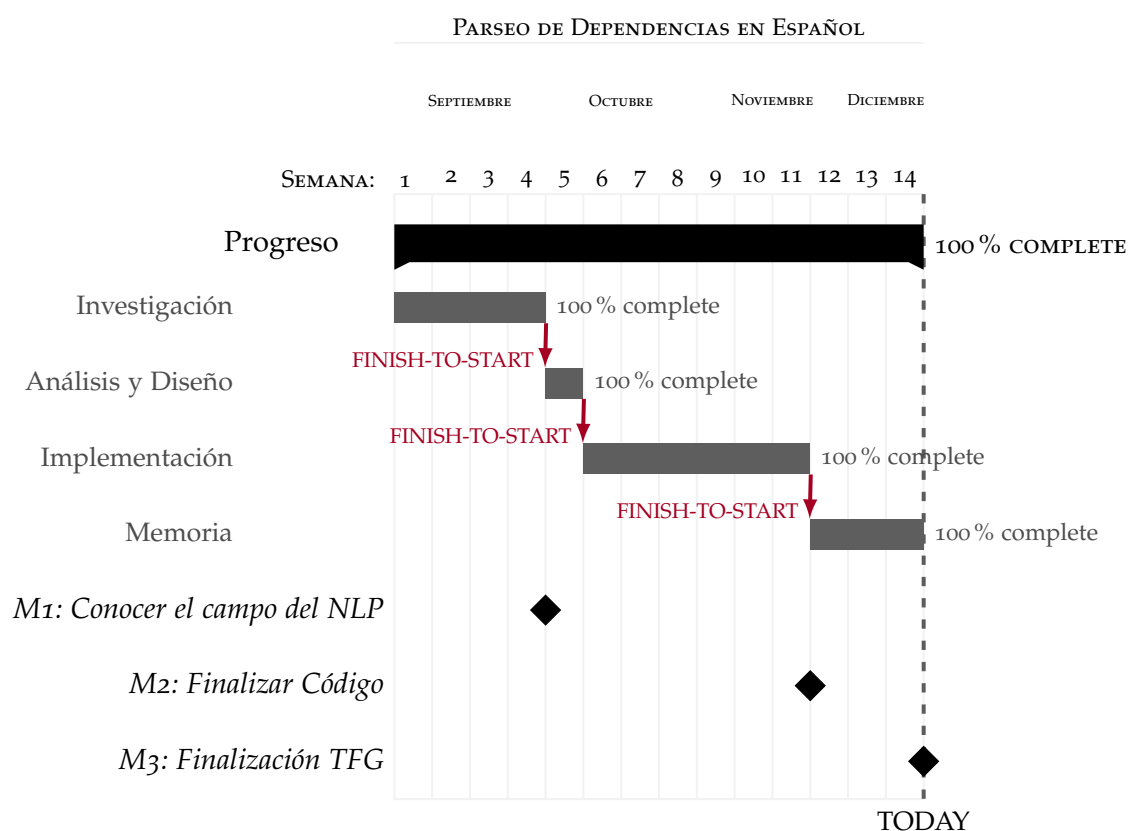 Parseo de Dependencias en Español
Septiembre Octubre Noviembre Diciembre
Semana: 1 2 3 4 5 6 7 8 9 10 11 12 13 14
Progreso 100 % complete
Investigación 100 % complete
FINISH-TO-START
Análisis y Diseño 100 % complete
FINISH-TO-START
Implementación 100 % complete
FINISH-TO-START
Memoria 100 % complete
M1: Conocer el campo del NLP
M2: Finalizar Código
M3: Finalización TFG
TODAY